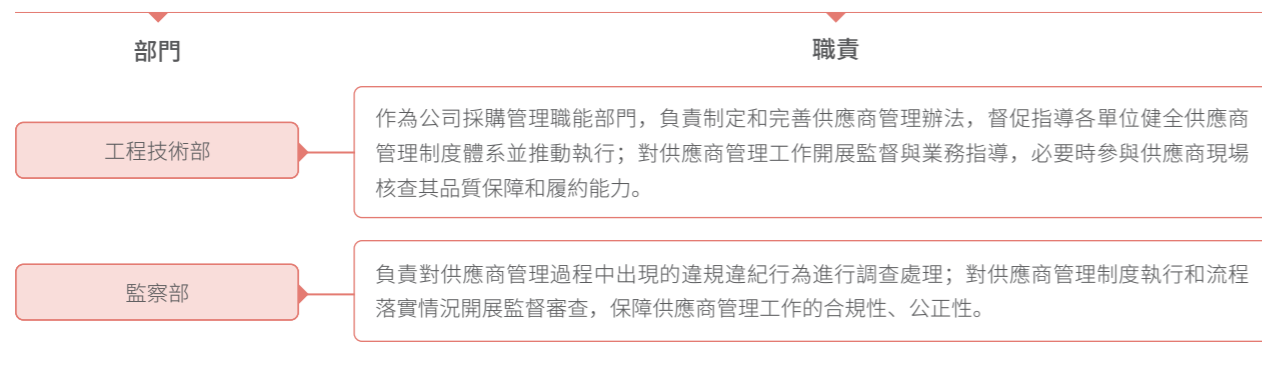 部門
職責
工程技術部
作為公司採購管理職能部門，負責制定和完善供應商管理辦法，督促指導各單位健全供應商
管理制度體系並推動執行；對供應商管理工作開展監督與業務指導，必要時參與供應商現場
核查其品質保障和履約能力。
監察部
負責對供應商管理過程中出現的違規違紀行為進行調查處理；對供應商管理制度執行和流程
落實情況開展監督審查，保障供應商管理工作的合規性、公正性。